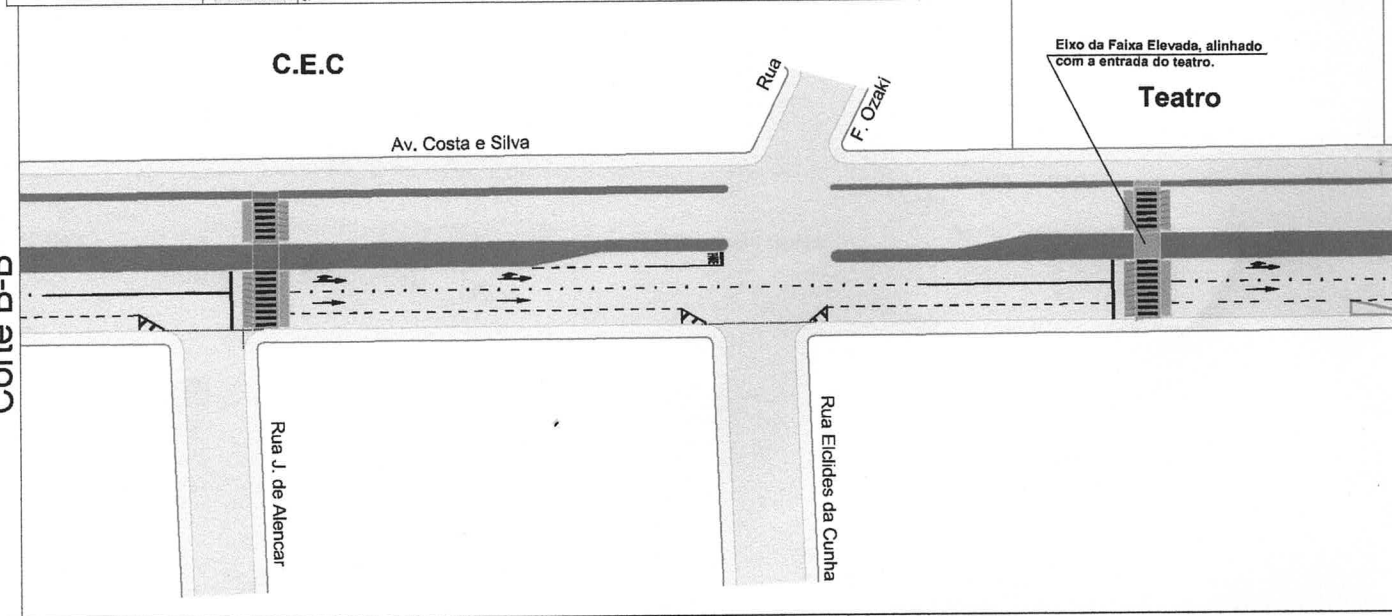 C.E.C
Eixo da Faixa Elevada, alinhado
com a entrada do teatro.
Teatro
Rua
F. Ozaki
Av. Costa e Silva
Corte B-B
Rua J. de Alencar
Rua Elclides da Cunha